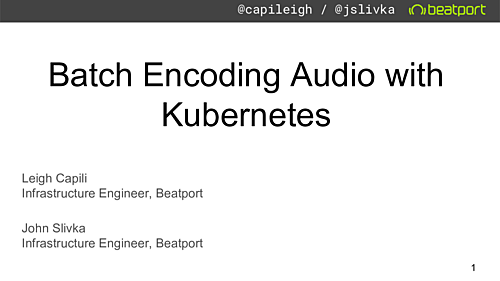 @capileigh / @jslivka beatport
Batch Encoding Audio with
Kubernetes
Leigh Capili
Infrastructure Engineer, Beatport
John Slivka
Infrastructure Engineer, Beatport
1